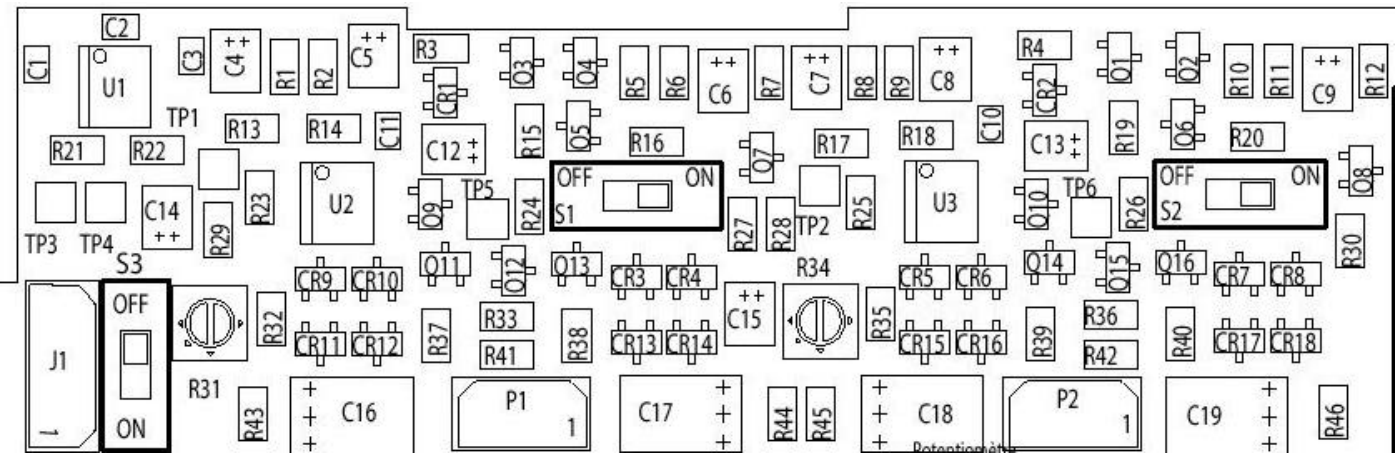 C1 C2 C3 C4 R1 R2 C5 R3 Q3 Q4 R5 R6 C6 R7 C7 R8 R9 C8 R4 Q1 Q2 R10 R11 C9 R12
U1 CR1 CR2
TP1 R13 R14 C11 R15 Q5 R16 R17 R18 C10 R19 Q6 R20
R21 R22 C12 Q7 C13 Q8
OFF ON OFF ON
C14 R23 U2 Q9 TP5 R24 S1 R27 R28 TP2 R25 U3 Q10 TP6 R26 S2
TP3 TP4 R29 R30
S3 CR9 CR10 Q11 Q12 Q13 CR3 CR4 R34 CR5 CR6 Q14 Q15 Q16 CR7 CR8
OFF R32 R37 R33 R38 C15 R35 R39 R36 R40
J1 CR11 CR12 R41 CR13 CR14 CR15 CR16 R42 CR17 CR18
R31
ON R43 C16 P1 C17 R44 R45 C18 P2 C19 R46
1 1 1